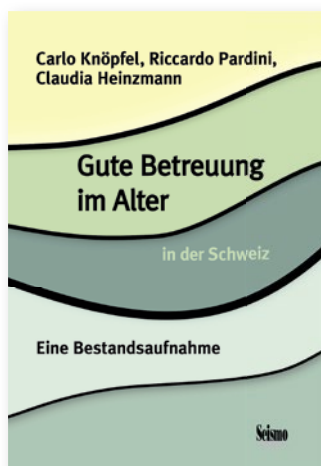 Carlo Knöpfel, Riccardo Pardini,
Claudia Heinzmann
Gute Betreuung
im Alter
in der Schweiz
Eine Bestandsaufnahme
Seismo